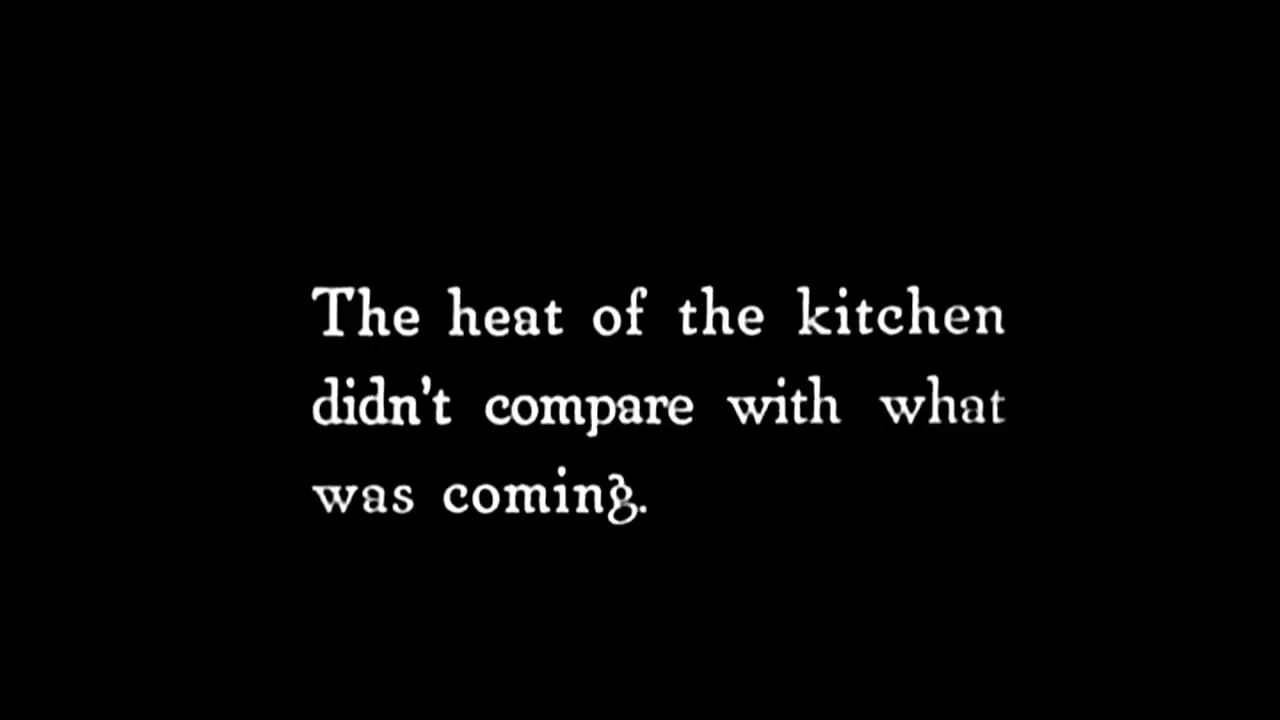 The heat of the kitchen
didn't compare with what
was coming.